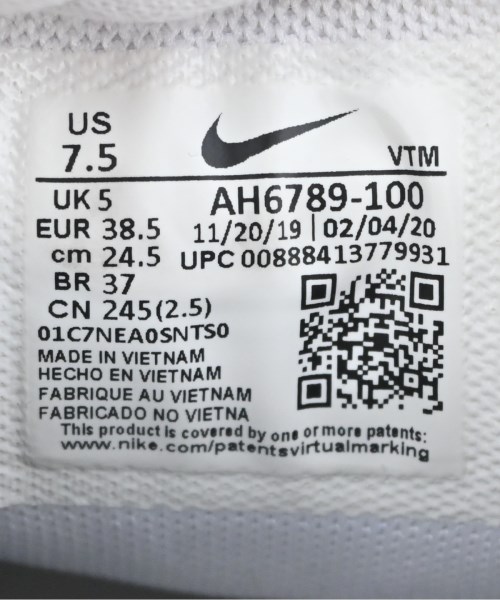 US
7.5
VTM
UK 5
AH6789-100
EUR 38.5
11/20/19 | 02/04/20
cm 24.5
UPC 00888413779931
BR 37
CN 245(2.5)
01C7NEA0SNTS0
MADE IN VIETNAM
HECHO EN VIETNAM
FABRIQUE AU VIETNAM
FABRICADO NO VIETNA
This product is covered by one or more patents:
www.nike.com/patentsvirtualmarking